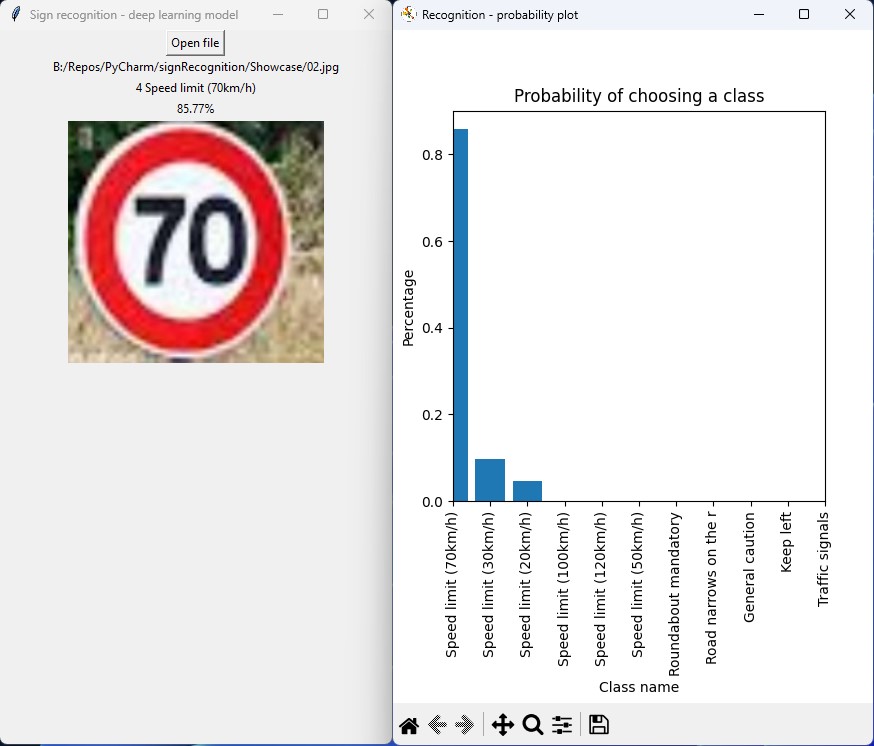 Sign recognition - deep learning model
Open file
B:/Repos/PyCharm/signRecognition/Showcase/02.jpg
4 Speed limit (70km/h)
85.77%
70
Recognition - probability plot
Probability of choosing a class
Percentage
0.8
0.6
0.4
0.2
0.0
Speed limit (70km/h)
Speed limit (30km/h)
Speed limit (20km/h)
Speed limit (100km/h)
Speed limit (120km/h)
Speed limit (50km/h)
Roundabout mandatory
Road narrows on the r
General caution
Keep left
Traffic signals
Class name